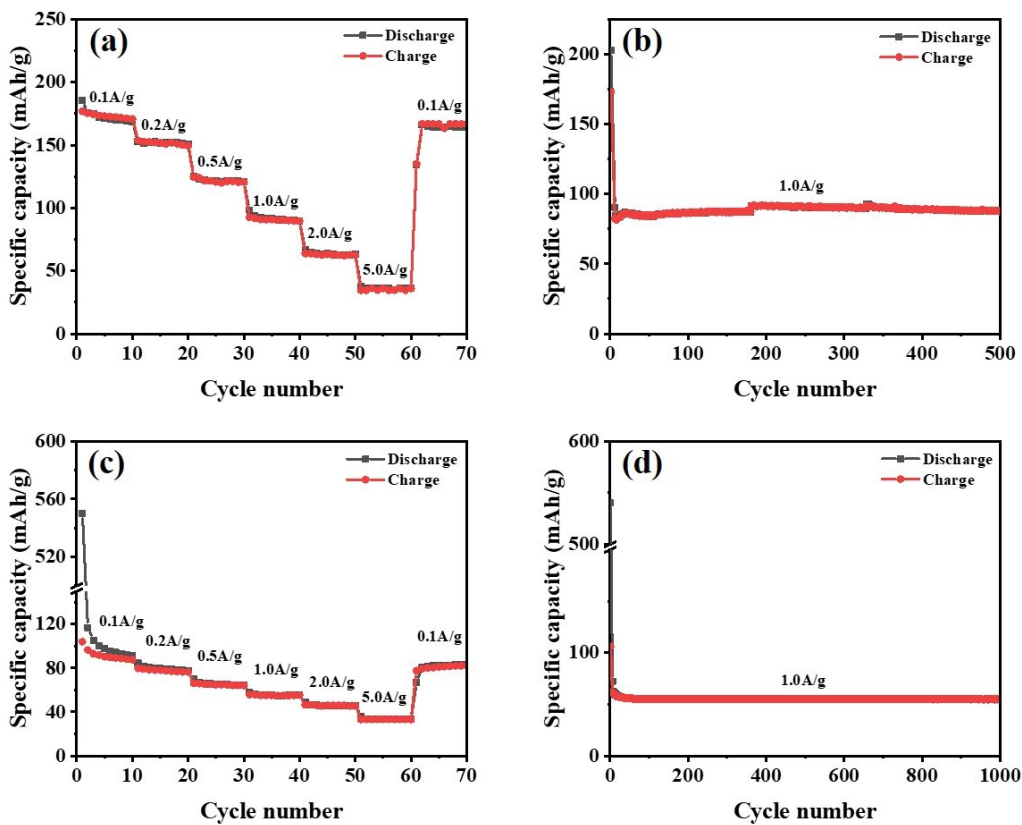 (a)
Discharge
Charge
0.1A/g
0.2A/g
0.5A/g
1.0A/g
2.0A/g
5.0A/g
0.1A/g
250
200
150
100
50
0
Specific capacity (mAh/g)
0 10 20 30 40 50 60 70
Cycle number
(b)
Discharge
Charge
1.0A/g
200
150
100
50
0
Specific capacity (mAh/g)
0 100 200 300 400 500
Cycle number
(c)
Discharge
Charge
0.1A/g
0.2A/g
0.5A/g
1.0A/g
2.0A/g
5.0A/g
0.1A/g
600
560
520
120
80
40
0
Specific capacity (mAh/g)
0 10 20 30 40 50 60 70
Cycle number
(d)
Discharge
Charge
1.0A/g
600
500
100
0
Specific capacity (mAh/g)
0 200 400 600 800 1000
Cycle number